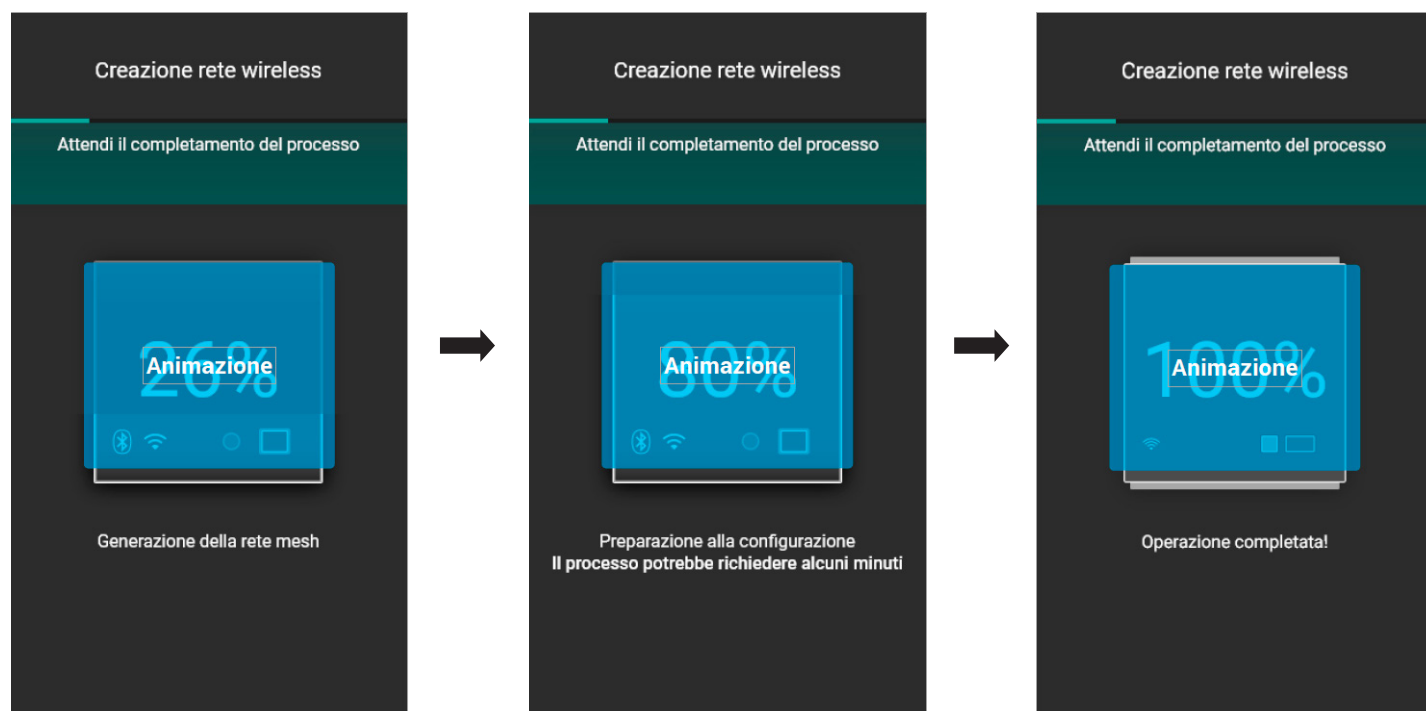 Creazione rete wireless
Attendi il completamento del processo
26%
Animazione
Generazione della rete mesh
Creazione rete wireless
Attendi il completamento del processo
80%
Animazione
Preparazione alla configurazione
Il processo potrebbe richiedere alcuni minuti
Creazione rete wireless
Attendi il completamento del processo
100%
Animazione
Operazione completata!